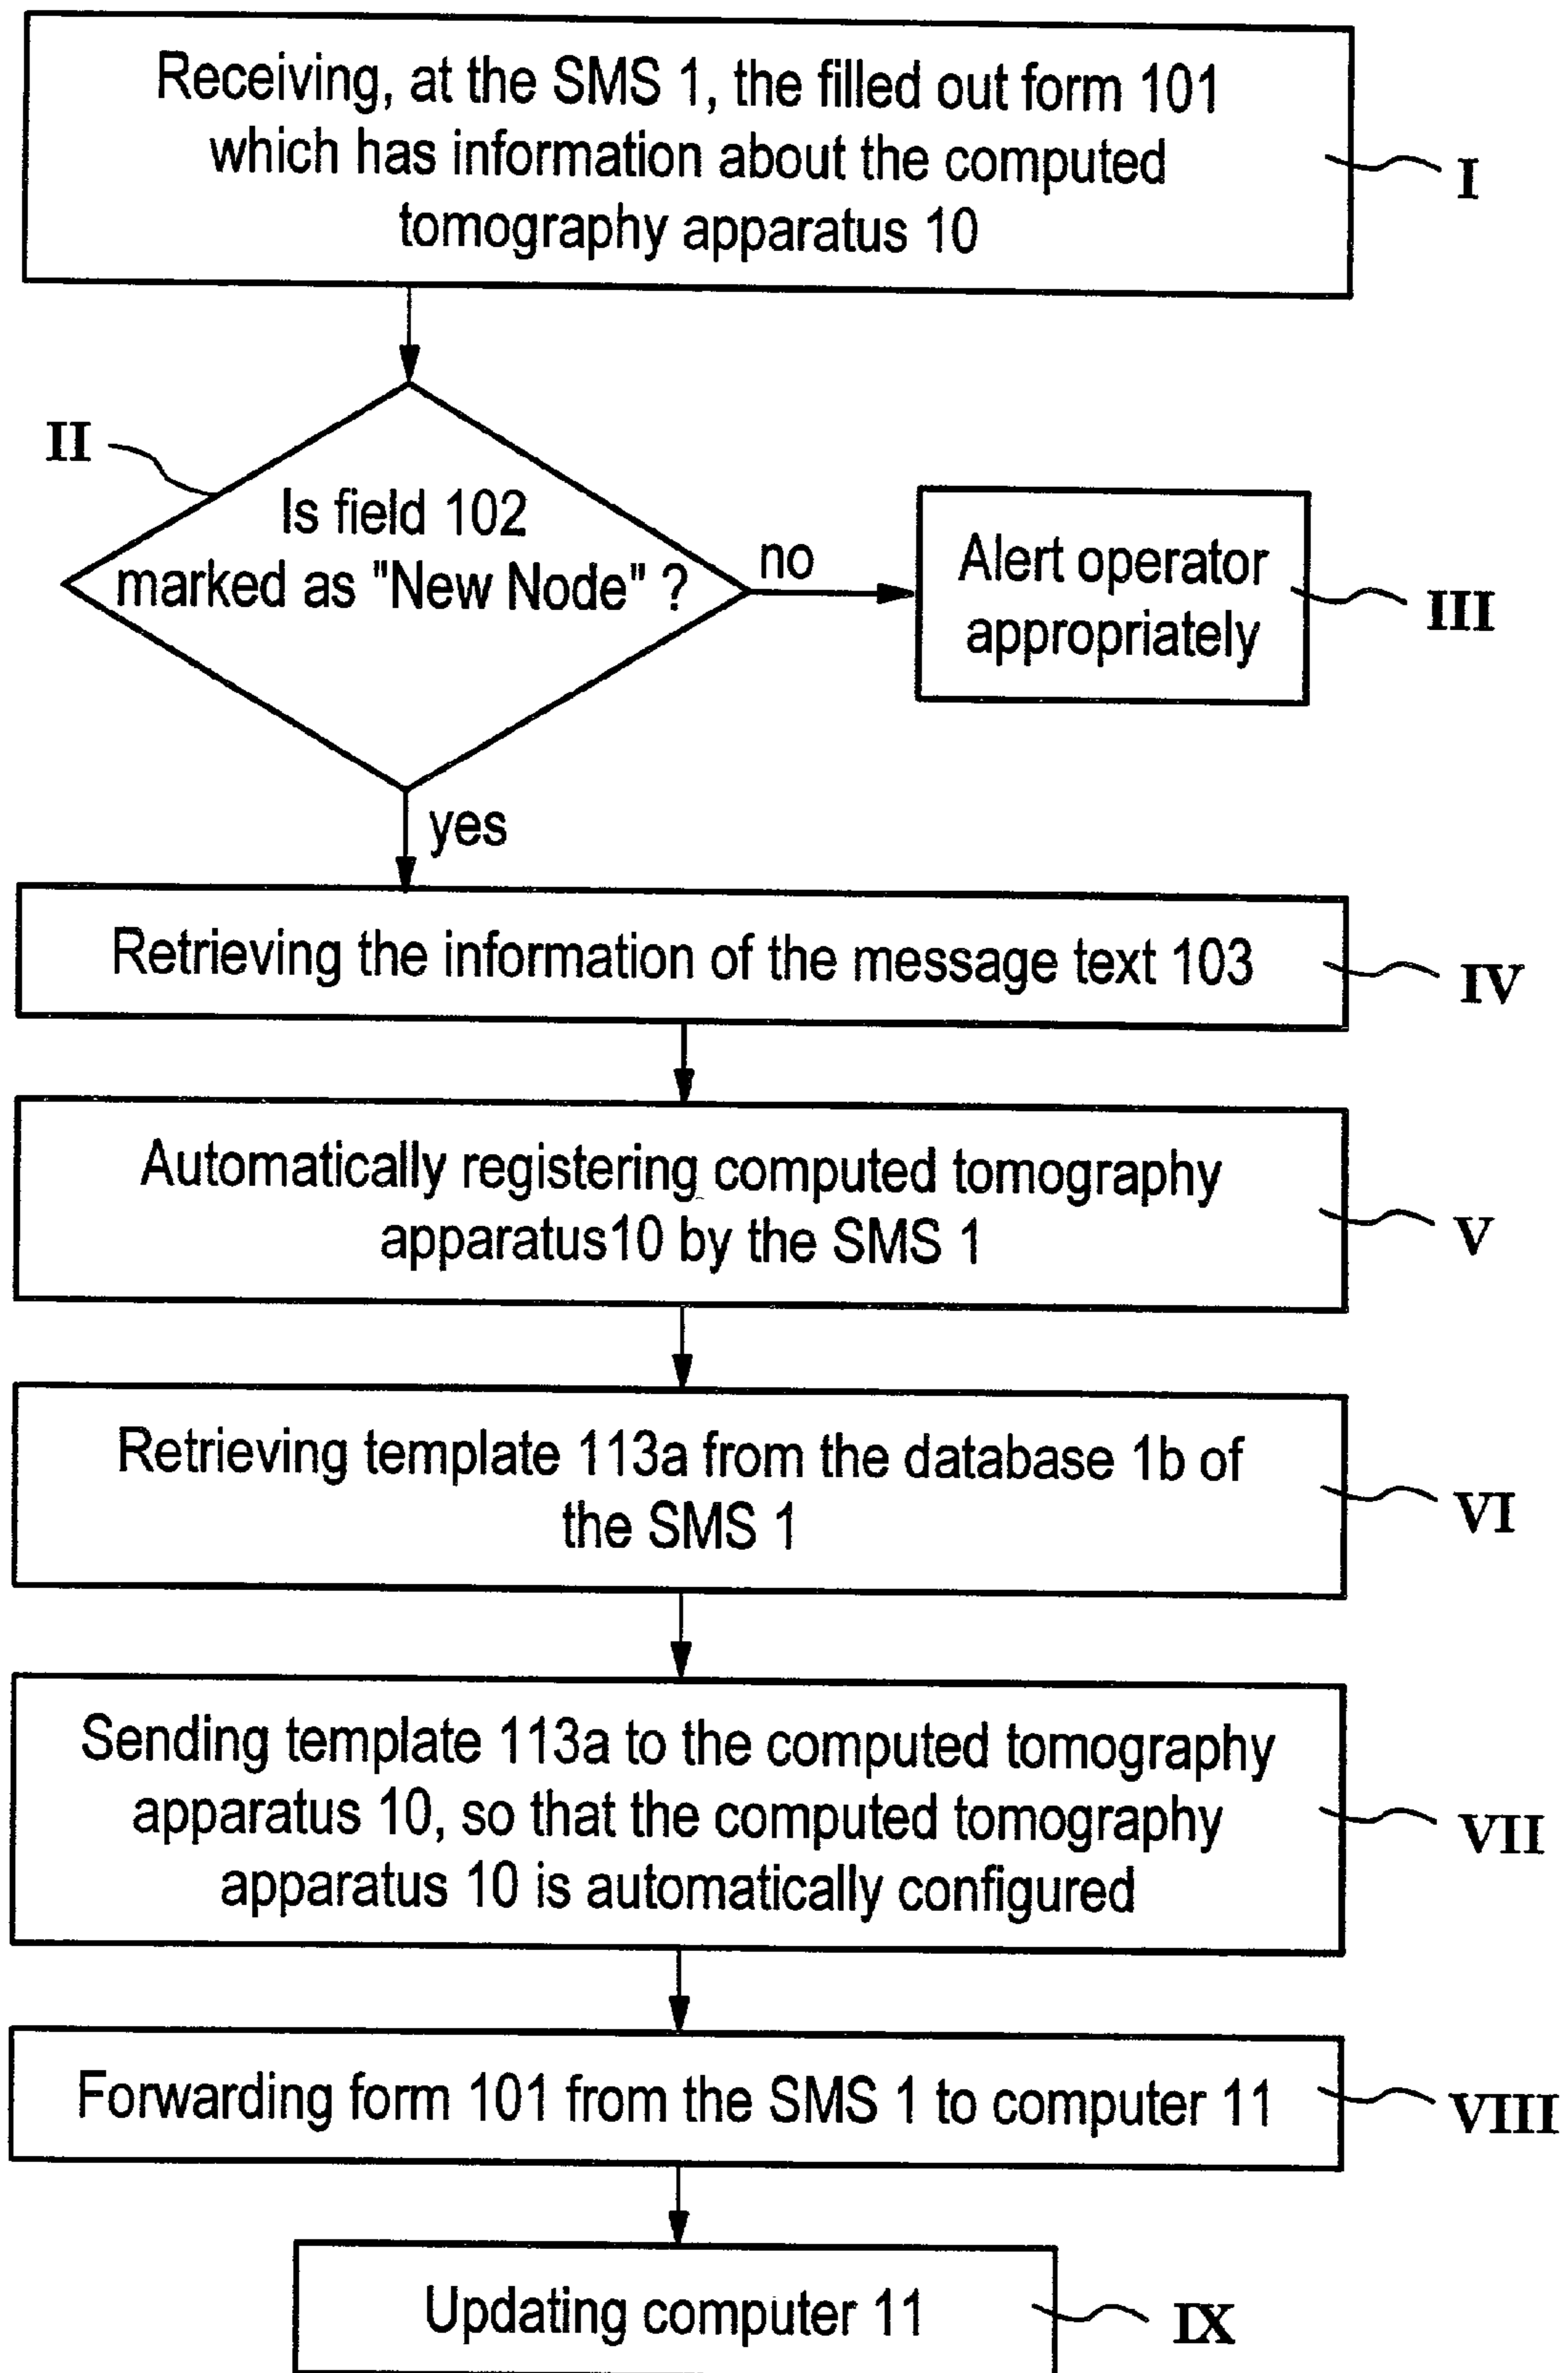 Receiving, at the SMS 1, the filled out form 101
which has information about the computed
tomography apparatus 10
I
II
Is field 102
marked as "New Node" ?
no
Alert operator
appropriately
III
yes
Retrieving the information of the message text 103
IV
Automatically registering computed tomography
apparatus10 by the SMS 1
V
Retrieving template 113a from the database 1b of
the SMS 1
VI
Sending template 113a to the computed tomography
apparatus 10, so that the computed tomography
apparatus 10 is automatically configured
VII
Forwarding form 101 from the SMS 1 to computer 11
VIII
Updating computer 11
IX